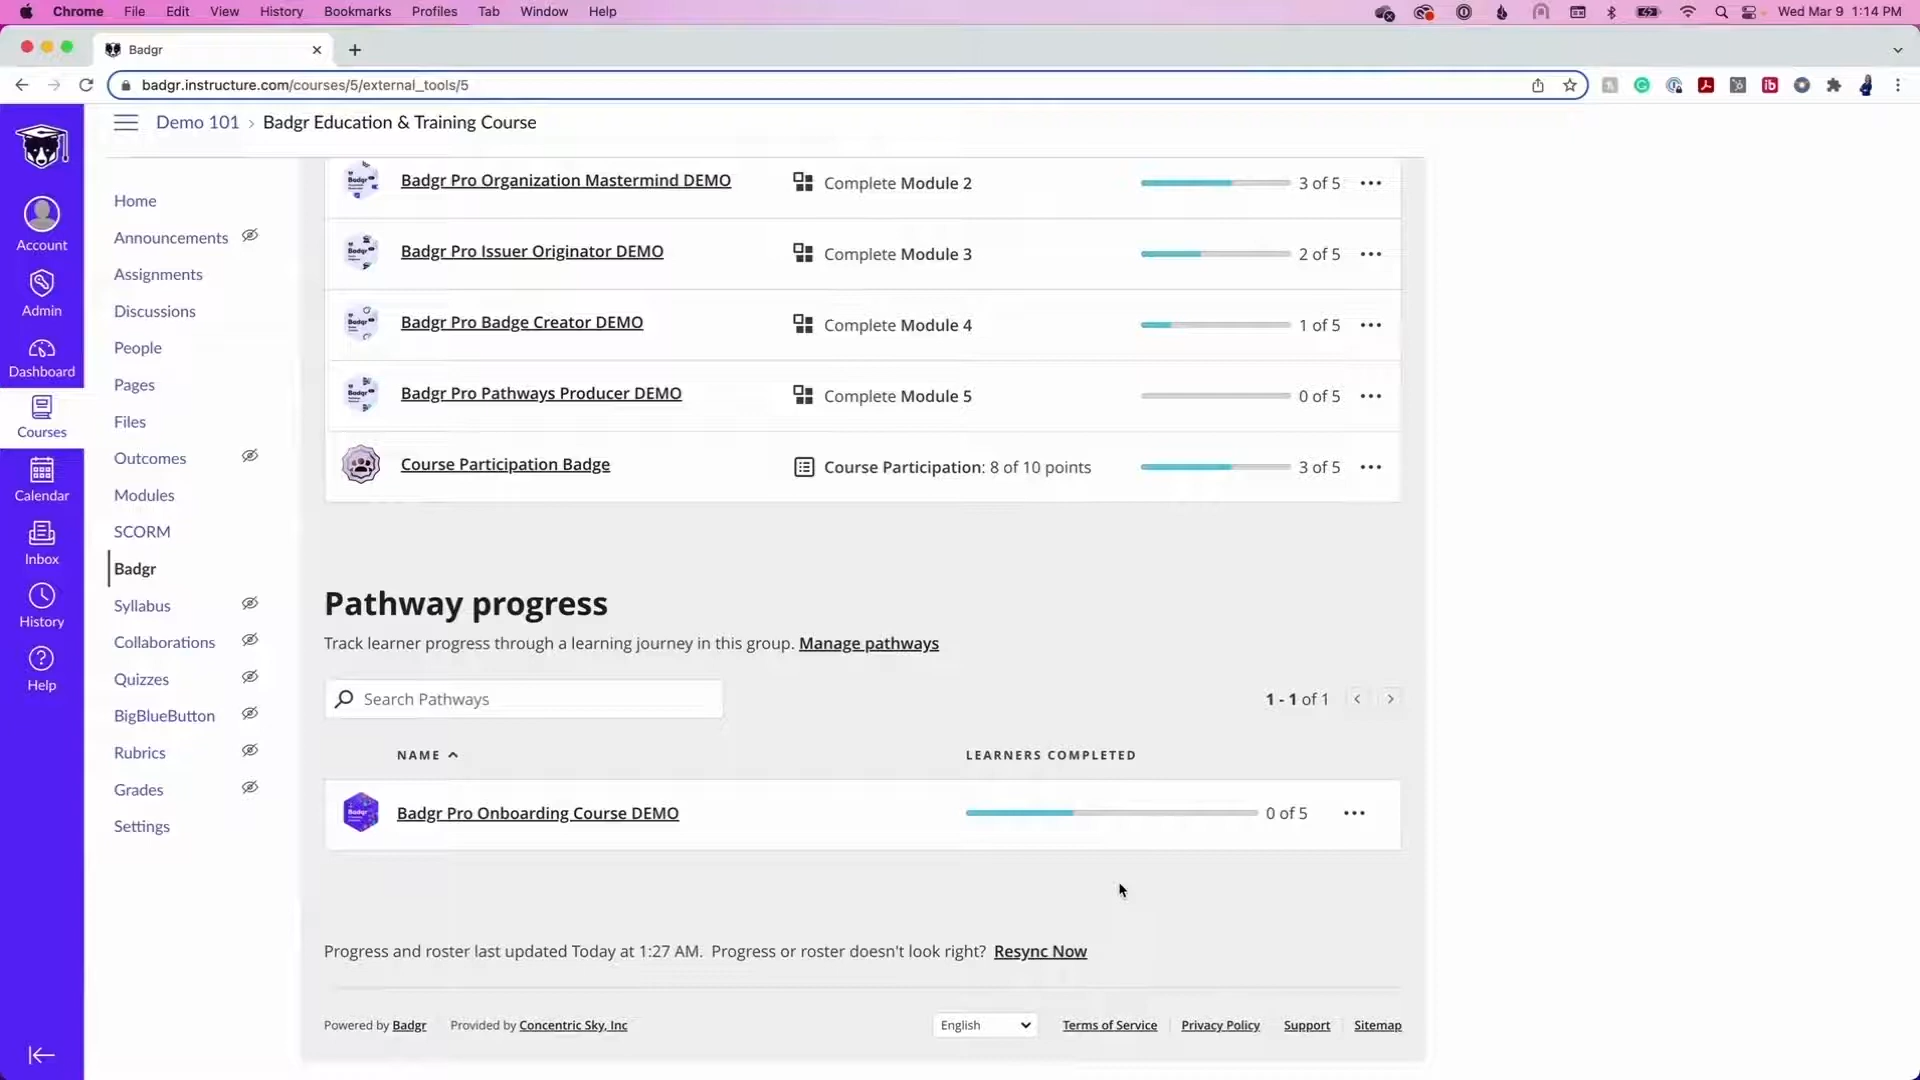 Chrome File Edit View History Bookmarks Profiles Tab Window Help Wed Mar 9 1:14 PM
Badgr
badgr.instructure.com/courses/5/external_tools/5
Demo 101 › Badgr Education & Training Course
Account
Admin
Dashboard
Courses
Calendar
Inbox
History
Help
Home
Announcements
Assignments
Discussions
People
Pages
Files
Outcomes
Modules
SCORM
Badgr
Syllabus
Collaborations
Quizzes
BigBlueButton
Rubrics
Grades
Settings
Badgr Pro Organization Mastermind DEMO Complete Module 2 3 of 5
Badgr Pro Issuer Originator DEMO Complete Module 3 2 of 5
Badgr Pro Badge Creator DEMO Complete Module 4 1 of 5
Badgr Pro Pathways Producer DEMO Complete Module 5 0 of 5
Course Participation Badge Course Participation: 8 of 10 points 3 of 5
Pathway progress
Track learner progress through a learning journey in this group. Manage pathways
Search Pathways 1 - 1 of 1
NAME LEARNERS COMPLETED
Badgr Pro Onboarding Course DEMO 0 of 5
Progress and roster last updated Today at 1:27 AM. Progress or roster doesn't look right? Resync Now
Powered by Badgr Provided by Concentric Sky, Inc English Terms of Service Privacy Policy Support Sitemap